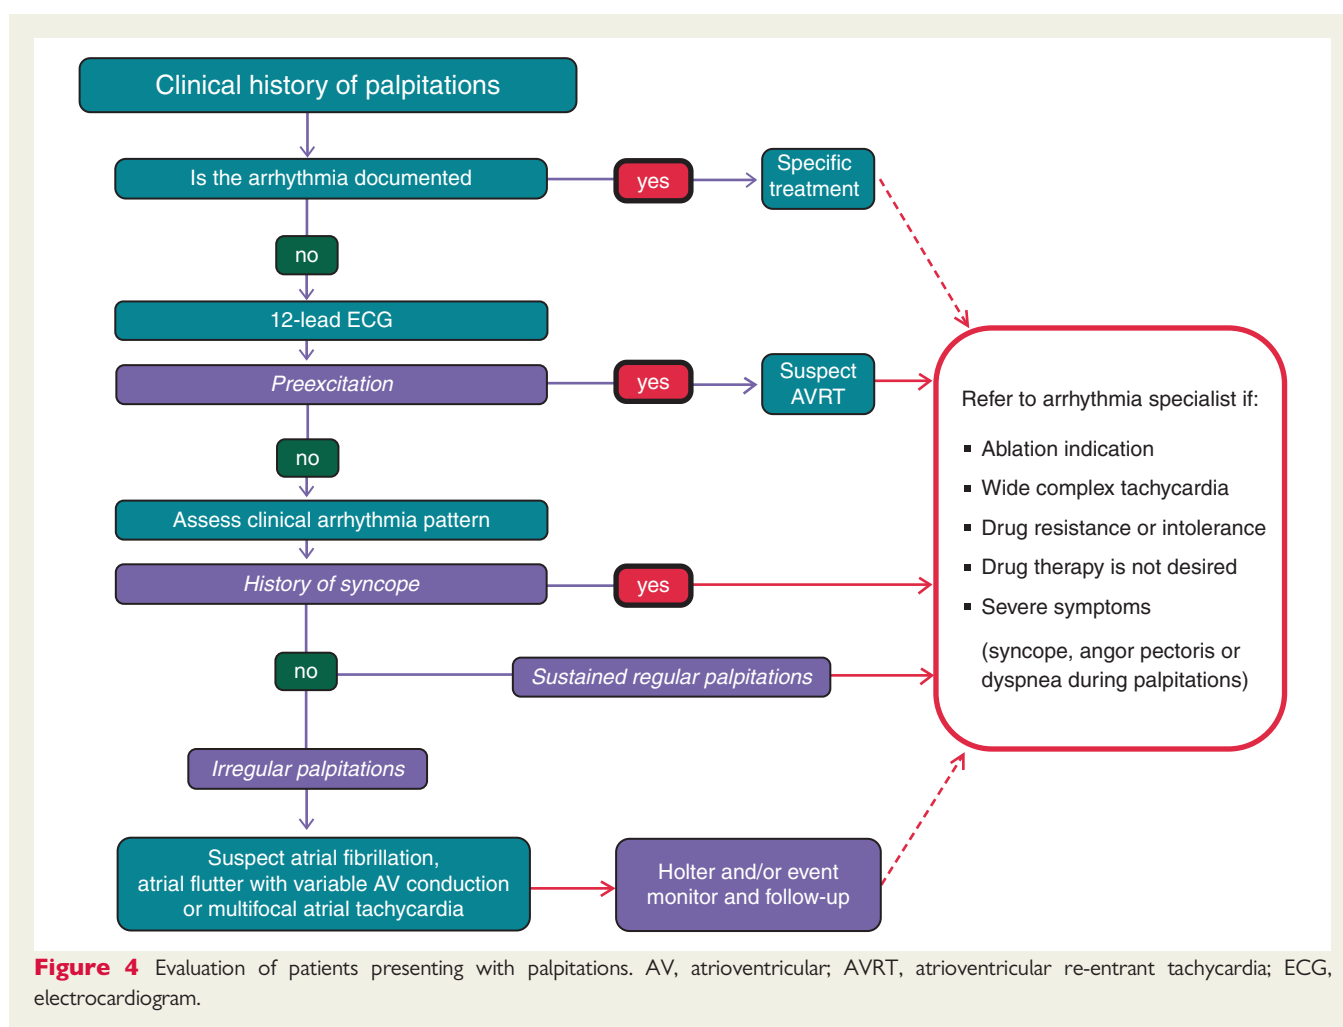 Clinical history of palpitations
Is the arrhythmia documented
yes
Specific
treatment
no
12-lead ECG
Preexcitation
yes
Suspect
AVRT
no
Assess clinical arrhythmia pattern
History of syncope
yes
no
Sustained regular palpitations
Irregular palpitations
Suspect atrial fibrillation,
atrial flutter with variable AV conduction
or multifocal atrial tachycardia
Holter and/or event
monitor and follow-up
Refer to arrhythmia specialist if:
▪ Ablation indication
▪ Wide complex tachycardia
▪ Drug resistance or intolerance
▪ Drug therapy is not desired
▪ Severe symptoms
(syncope, angor pectoris or
dyspnea during palpitations)
Figure 4 Evaluation of patients presenting with palpitations. AV, atrioventricular; AVRT, atrioventricular re-entrant tachycardia; ECG,
electrocardiogram.